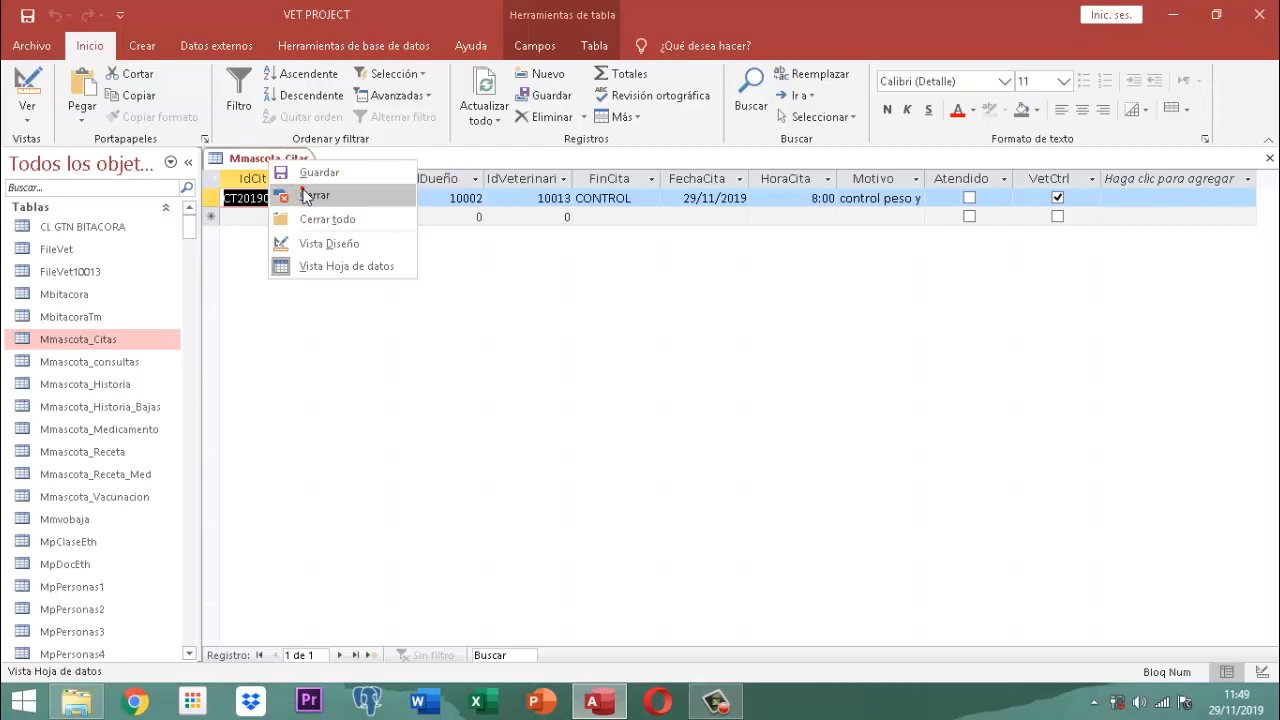 VET PROJECT
Herramientas de tabla
Inic. ses.
Archivo
Inicio
Crear
Datos externos
Herramientas de base de datos
Ayuda
Campos
Tabla
¿Qué desea hacer?
Ver
Vistas
Pegar
Cortar
Copiar
Copiar formato
Portapapeles
Filtro
Ascendente
Descendente
Quitar orden
Selección
Avanzadas
Alternar filtro
Ordenar y filtrar
Actualizar
todo
Nuevo
Guardar
Eliminar
Totales
Revisión ortográfica
Más
Registros
Buscar
Reemplazar
Ir a
Seleccionar
Buscar
Calibri (Detalle)
11
N K S
A
Formato de texto
Todos los objet...
Buscar...
Tablas
CL GTN BITACORA
FileVet
FileVet10013
Mbitacora
MbitacoraTm
Mmascota_Citas
Mmascota_consultas
Mmascota_Historia
Mmascota_Historia_Bajas
Mmascota_Medicamento
Mmascota_Receta
Mmascota_Receta_Med
Mmascota_Vacunacion
Mmvobaja
MpClaseEth
MpDocEth
MpPersonas1
MpPersonas2
MpPersonas3
MpPersonas4
Mmascota_Citas
IdCit
Dueño
IdVeterinari
FinCita
FechaCita
HoraCita
Motivo
Atendido
VetCtrl
Haga clic para agregar
CT20190
10002
10013
CONTROL
29/11/2019
8:00
control peso y
0
0
Guardar
Cerrar
Cerrar todo
Vista Diseño
Vista Hoja de datos
Registro:
1 de 1
Sin filtro
Buscar
Vista Hoja de datos
Bloq Num
Pr
11:49
29/11/2019